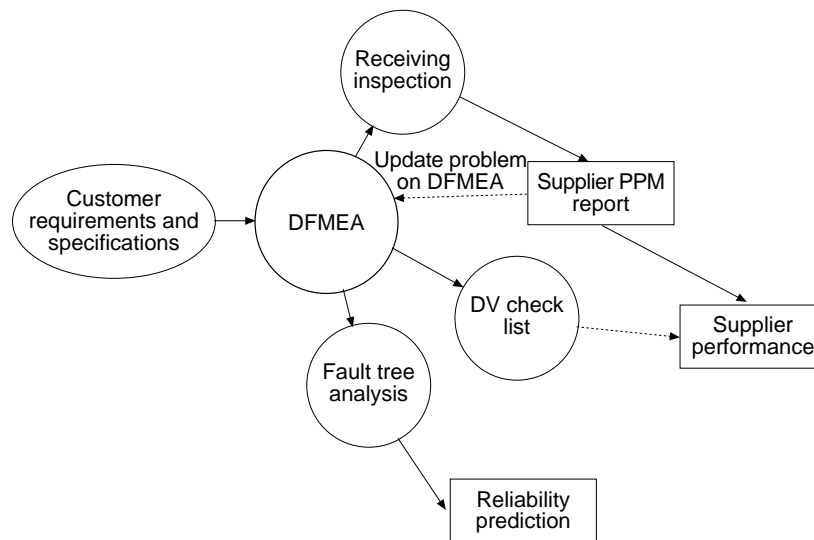 Receiving
inspection
Update problem
on DFMEA
Supplier PPM
report
Customer
requirements and
specifications
DFMEA
DV check
list
Supplier
performance
Fault tree
analysis
Reliability
prediction